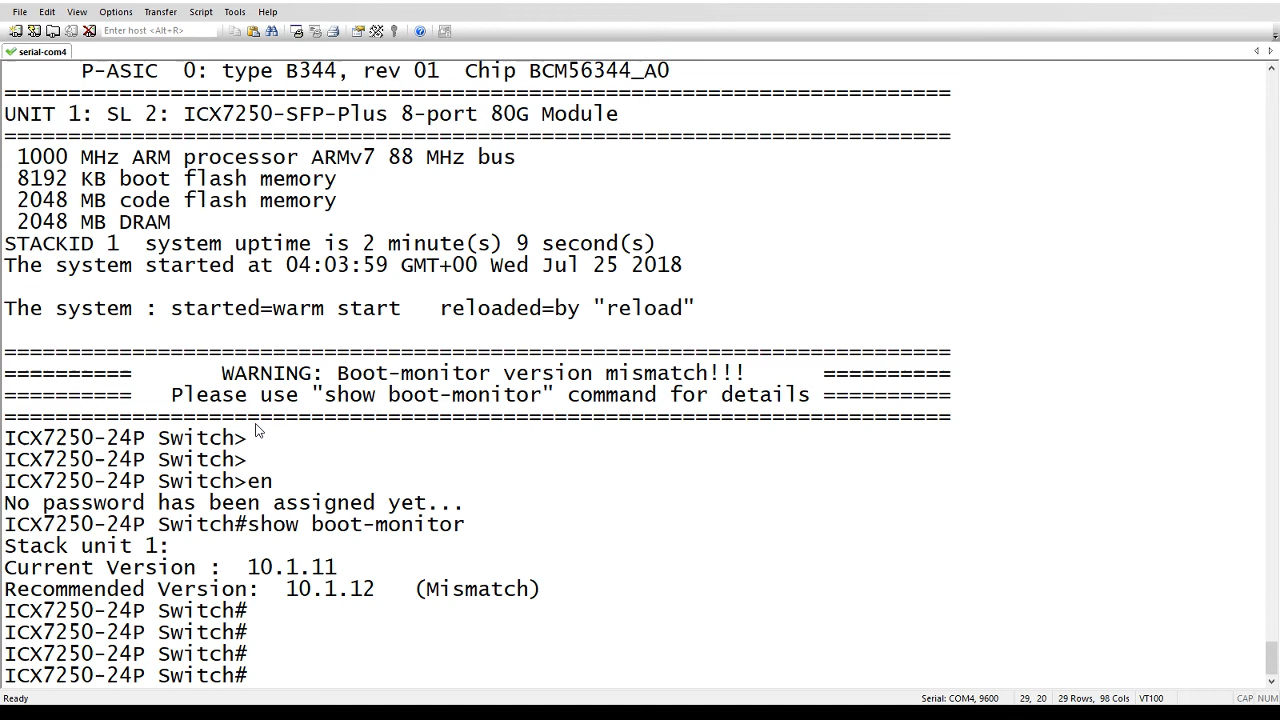 File Edit View Options Transfer Script Tools Help
Enter host <Alt+R>
serial-com4
P-ASIC  0: type B344, rev 01  Chip BCM56344_A0
==========================================================================
UNIT 1: SL 2: ICX7250-SFP-Plus 8-port 80G Module
==========================================================================
 1000 MHz ARM processor ARMv7 88 MHz bus
 8192 KB boot flash memory
 2048 MB code flash memory
 2048 MB DRAM
STACKID 1  system uptime is 2 minute(s) 9 second(s)
The system started at 04:03:59 GMT+00 Wed Jul 25 2018
The system : started=warm start   reloaded=by "reload"
==========================================================================
==========       WARNING: Boot-monitor version mismatch!!!      ==========
==========   Please use "show boot-monitor" command for details ==========
==========================================================================
ICX7250-24P Switch>
ICX7250-24P Switch>
ICX7250-24P Switch>en
No password has been assigned yet...
ICX7250-24P Switch#show boot-monitor
Stack unit 1:
Current Version :  10.1.11
Recommended Version:  10.1.12   (Mismatch)
ICX7250-24P Switch#
ICX7250-24P Switch#
ICX7250-24P Switch#
ICX7250-24P Switch#
Ready Serial: COM4, 9600 29, 20 29 Rows, 98 Cols VT100 CAP NUM